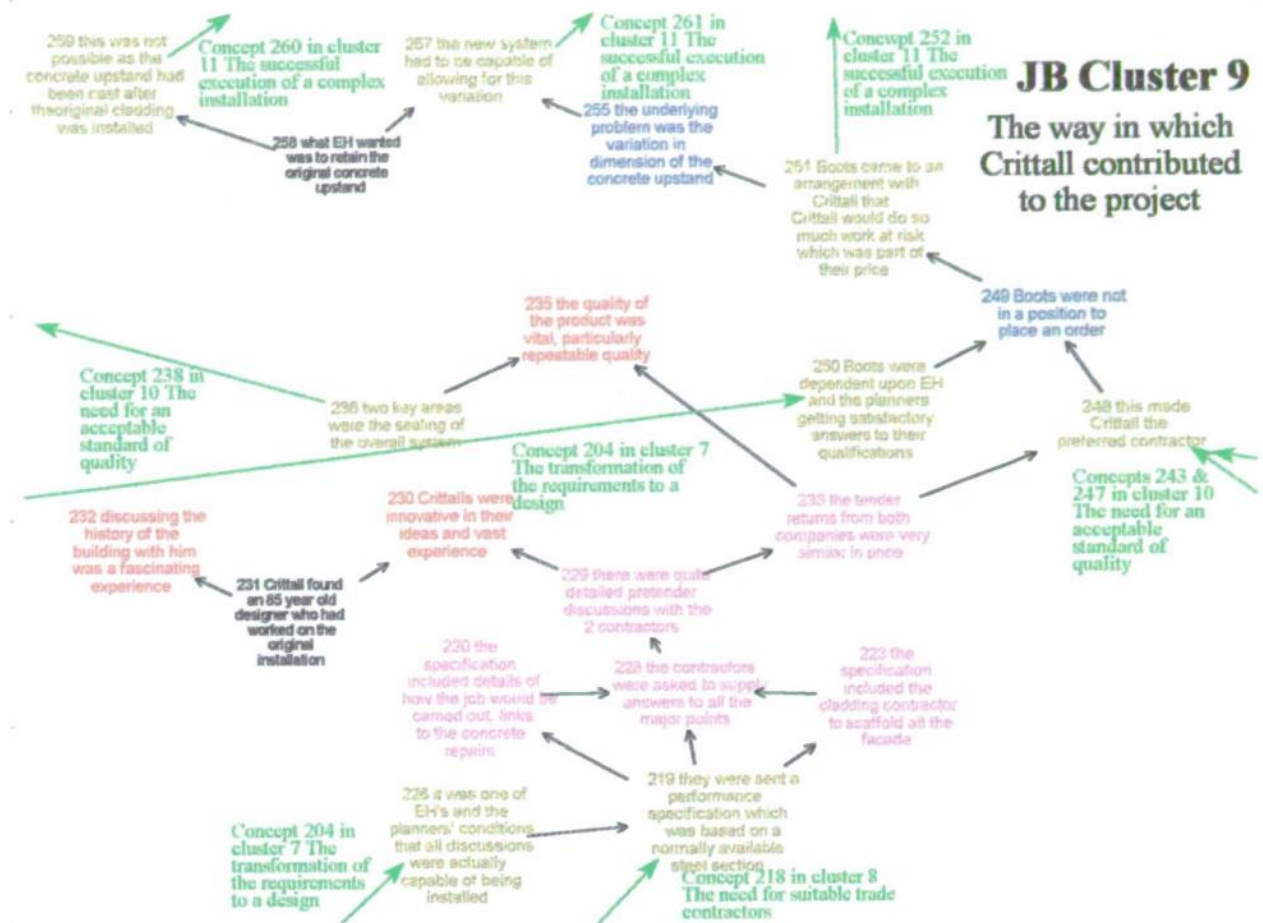 JB Cluster 9
The way in which
Crittall contributed
to the project
259 this was not
possible as the
concrete upstand had
been cast after
theoriginal cladding
was installed
Concept 260 in cluster
11 The successful
execution of a complex
installation
257 the new system
had to be capable of
allowing for this
variation
Concept 261 in
cluster 11 The
successful
execution
of a complex
installation
Concwpt 252 in
cluster 11 The
successful execution
of a complex
installation
258 what EH wanted
was to retain the
original concrete
upstand
255 the underlying
problem was the
variation in
dimension of the
concrete upstand
251 Boots came to an
arrangement with
Crittall that
Crittall would do so
much work at risk
which was part of
their price
249 Boots were not
in a position to
place an order
235 the quality of
the product was
vital, particularly
repeatable quality
250 Boots were
dependent upon EH
and the planners
getting satisfactory
answers to their
qualifications
Concept 238 in
cluster 10 The
need for an
acceptable
standard of
quality
236 two key areas
were the sealing of
the overall system
248 this made
Crittall the
preferred contractor
Concept 204 in cluster 7
The transformation of
the requirements to a
design
Concepts 243 &
247 in cluster 10
The need for an
acceptable
standard of
quality
232 discussing the
history of the
building with him
was a fascinating
experience
230 Crittalls were
innovative in their
ideas and vast
experience
233 the tender
returns from both
companies were very
similar in price
231 Crittall found
an 85 year old
designer who had
worked on the
original
installation
229 there were quite
detailed pretender
discussions with the
2 contractors
220 the
specification
included details of
how the job would be
carried out, links
to the concrete
repairs
228 the contractors
were asked to supply
answers to all the
major points
223 the
specification
included the
cladding contractor
to scaffold all the
facade
226 it was one of
EH's and the
planners' conditions
that all discussions
were actually
capable of being
installed
219 they were sent a
performance
specification which
was based on a
normally available
steel section
Concept 204 in
cluster 7 The
transformation of
the requirements
to a design
Concept 218 in cluster 8
The need for suitable trade
contractors